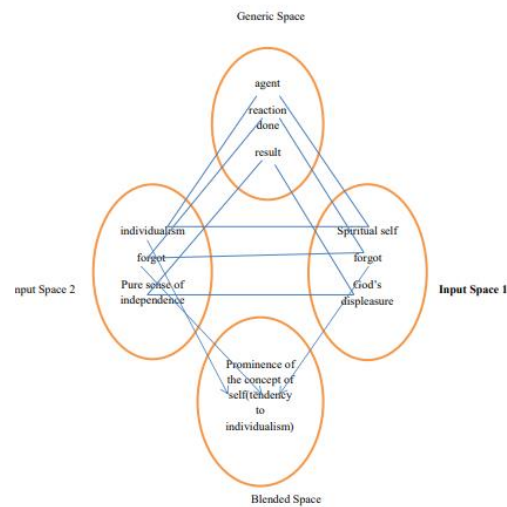 Generic Space
agent
reaction
done
result
individualism
forgot
Pure sense of
independence
Spiritual self
forgot
God's
displeasure
nput Space 2
Input Space 1
Prominence of
the concept of
self(tendency
to
individualism)
Blended Space